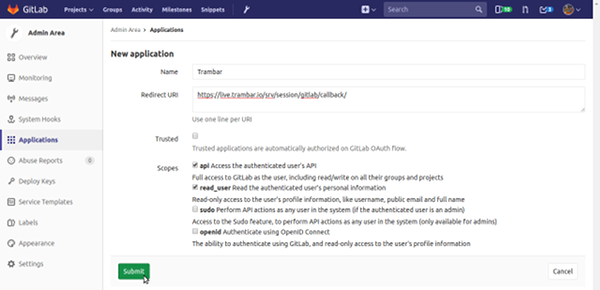 GitLab Projects Groups Activity Milestones Snippets Search
Admin Area
Admin Area > Applications
Overview
Monitoring
Messages
System Hooks
Applications
Abuse Reports 0
Deploy Keys
Service Templates
Labels
Appearance
Settings
New application
Name Trambar
Redirect URI https://live.trambar.io/srv/session/gitlab/callback/
Use one line per URI
Trusted
Trusted applications are automatically authorized on GitLab OAuth flow.
Scopes api Access the authenticated user's API
Full access to GitLab as the user, including read/write on all their groups and projects
read_user Read the authenticated user's personal information
Read-only access to the user's profile information, like username, public email and full name
sudo Perform API actions as any user in the system (if the authenticated user is an admin)
Access to the Sudo feature, to perform API actions as any user in the system (only available for admins)
openid Authenticate using OpenID Connect
The ability to authenticate using GitLab, and read-only access to the user's profile information
Submit Cancel